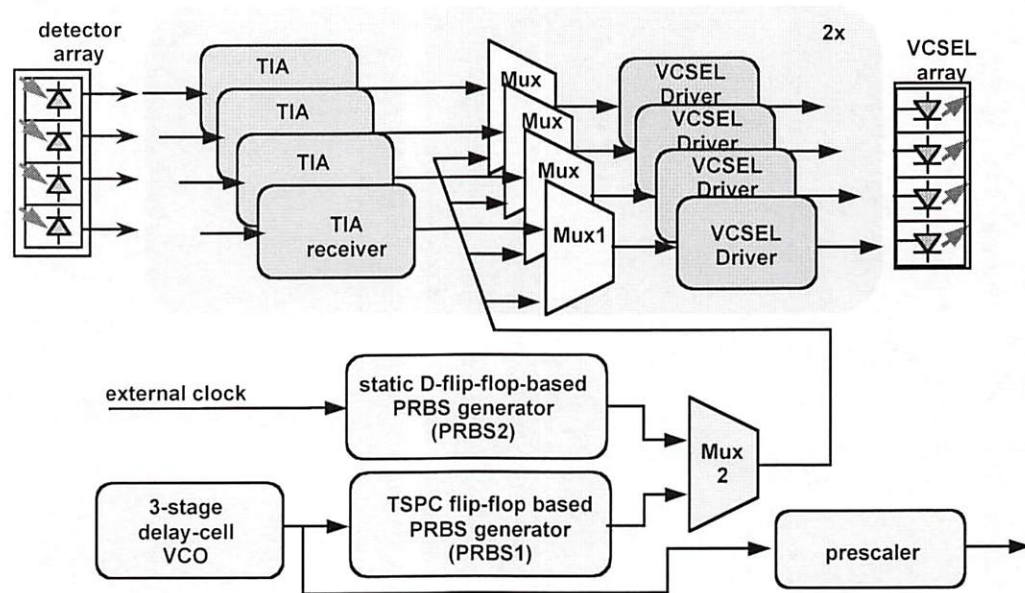 detector
array
2x
VCSEL
array
TIA
TIA
TIA
TIA
receiver
Mux
Mux
Mux
Mux1
VCSEL
Driver
VCSEL
Driver
VCSEL
Driver
VCSEL
Driver
external clock
static D-flip-flop-based
PRBS generator
(PRBS2)
Mux
2
3-stage
delay-cell
VCO
TSPC flip-flop based
PRBS generator
(PRBS1)
prescaler